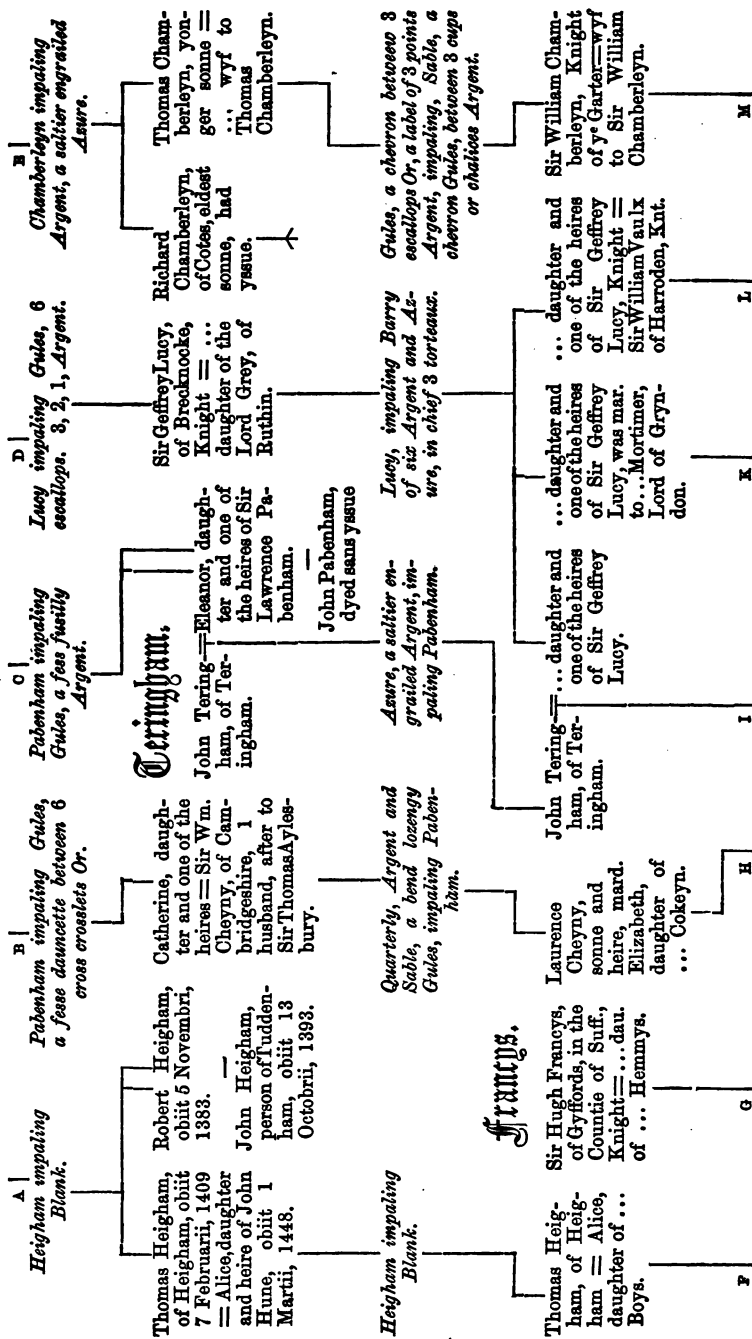 A
Heigham impaling
Blank.
Thomas Heigham,
of Heigham, obiit
7 Februarii, 1409
= Alice, daughter
and heire of John
Hune, obiit 1
Martii, 1448.
Robert Heigham,
obiit 5 Novembri,
1383.
—
John Heigham,
person of Tudden-
ham, obiit 13
Octobrii, 1393.
Heigham impaling
Blank.
Thomas Heig-
ham, of Heig-
ham = Alice,
daughter of ...
Boys.
F
Francys.
Sir Hugh Francys,
of Gyffords, in the
Countie of Suff.,
Knight=...dau.
of ... Hemmys.
G
B
Pabenham impaling Gules,
a fesse dauncette between 6
cross crosslets Or.
Catherine, daugh-
ter and one of the
heires = Sir Wm.
Cheyny, of Cam-
bridgeshire, 1
husband, after to
Sir Thomas Ayles-
bury.
Quarterly, Argent and
Sable, a bend lozengy
Gules, impaling Paben-
ham.
Laurence
Cheyny,
sonne and
heire, mard.
Elizabeth,
daughter of
... Cokeyn.
H
C
Pabenham impaling
Gules, a fess fusilly
Argent.
Teringham.
John Tering-
ham, of Ter-
ingham.
=Eleanor, daugh-
ter and one of
the heires of Sir
Lawrence Pa-
benham.
—
John Pabenham,
dyed sans yssue
Azure, a saltier en-
grailed Argent, im-
paling Pabenham.
John Tering-
ham, of Ter-
ingham.
=... daughter and
one of the heires
of Sir Geffrey
Lucy.
I
D
Lucy impaling Gules, 6
escallops. 3, 2, 1, Argent.
Sir Geffrey Lucy,
of Brecknocke,
Knight = ...
daughter of the
Lord Grey, of
Ruthin.
Lucy, impaling Barry
of six Argent and Az-
ure, in chief 3 torteaux.
... daughter and
one of the heires
of Sir Geffrey
Lucy, was mar.
to...Mortimer,
Lord of Gryn-
don.
K
... daughter and
one of the heires
of Sir Geffrey
Lucy, Knight =
Sir William Vaulx
of Harroden, Knt.
L
E
Chamberleyn impaling
Argent, a saltier engrailed
Azure.
Richard
Chamberleyn,
of Cotes, eldest
sonne, had
yssue.
Thomas Cham-
berleyn, yon-
ger sonne =
... wyf to
Thomas
Chamberleyn.
Gules, a chevron betweew 3
escallops Or, a label of 3 points
Argent, impaling, Sable, a
chevron Gules, between 3 cups
or chalices Argent.
Sir William Cham-
berleyn, Knight
of yᵉ Garter=wyf
to Sir William
Chamberleyn.
M